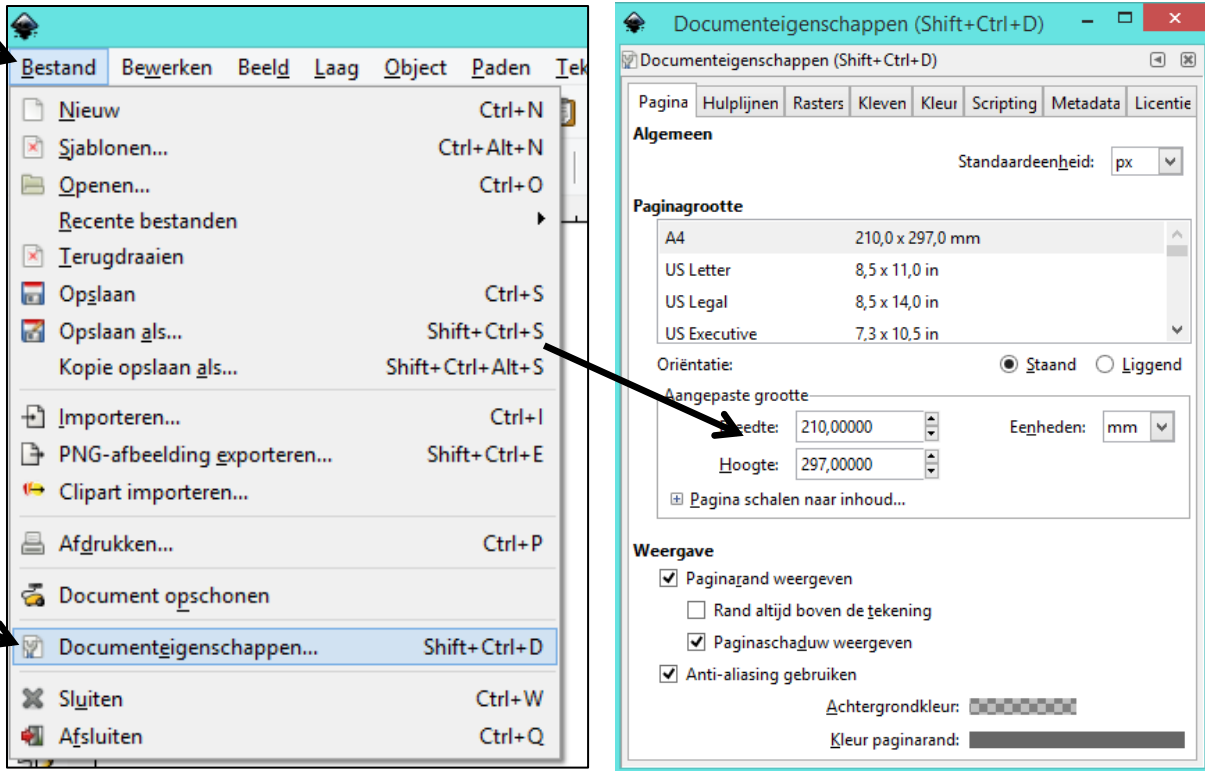 Bestand Bewerken Beeld Laag Object Paden Tek
Nieuw Ctrl+N
Sjablonen... Ctrl+Alt+N
Openen... Ctrl+O
Recente bestanden
Terugdraaien
Opslaan Ctrl+S
Opslaan als... Shift+Ctrl+S
Kopie opslaan als... Shift+Ctrl+Alt+S
Importeren... Ctrl+I
PNG-afbeelding exporteren... Shift+Ctrl+E
Clipart importeren...
Afdrukken... Ctrl+P
Document opschonen
Documenteigenschappen... Shift+Ctrl+D
Sluiten Ctrl+W
Afsluiten Ctrl+Q
Documenteigenschappen (Shift+Ctrl+D)
Documenteigenschappen (Shift+Ctrl+D)
Pagina Hulplijnen Rasters Kleven Kleur Scripting Metadata Licentie
Algemeen
Standaardeenheid: px
Paginagrootte
A4 210,0 x 297,0 mm
US Letter 8,5 x 11,0 in
US Legal 8,5 x 14,0 in
US Executive 7,3 x 10,5 in
Oriëntatie: Staand Liggend
Aangepaste grootte
eedte: 210,00000 Eenheden: mm
Hoogte: 297,00000
Pagina schalen naar inhoud...
Weergave
Paginarand weergeven
Rand altijd boven de tekening
Paginaschaduw weergeven
Anti-aliasing gebruiken
Achtergrondkleur:
Kleur paginarand: